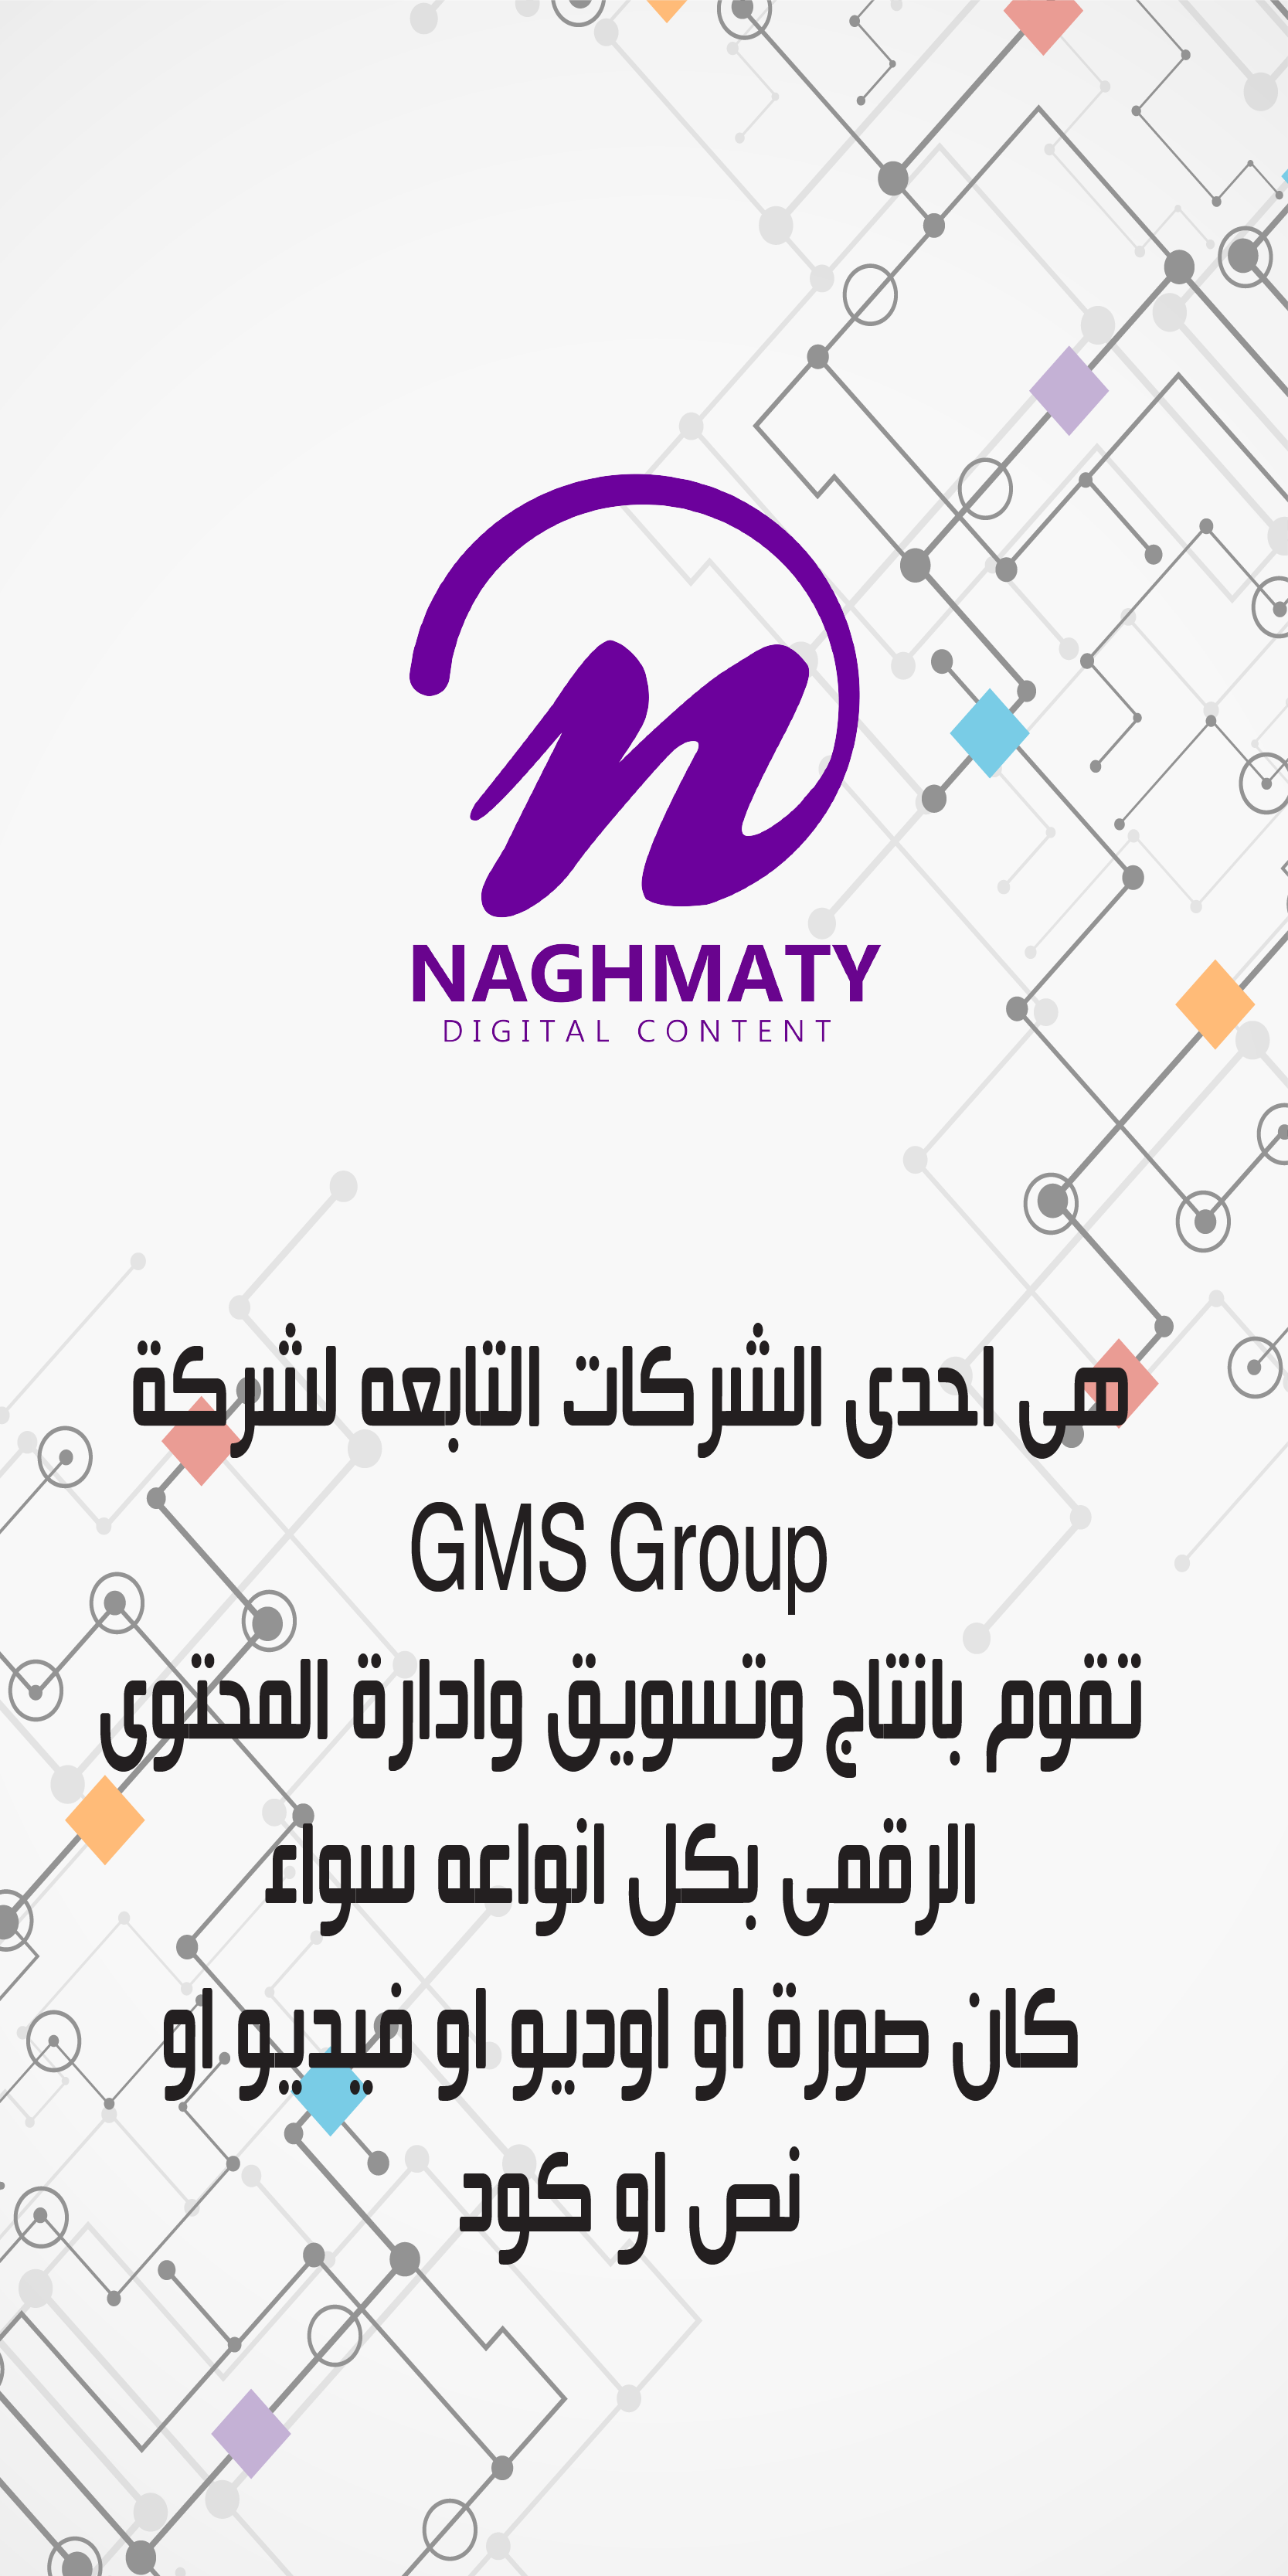 NAGHMATY
DIGITAL CONTENT
هى احدى الشركات التابعه لشركة
GMS Group
تقوم بانتاج وتسويق وادارة المحتوى
الرقمى بكل انواعه سواء
كان صورة او اوديو او فيديو او
نص او كود